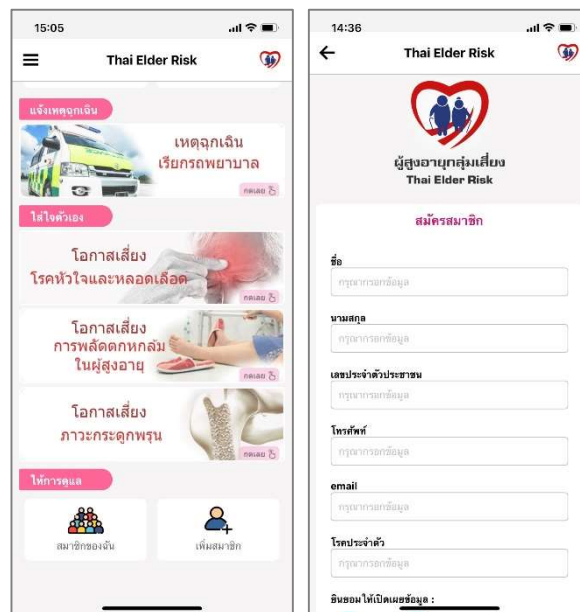 15:05
Thai Elder Risk
แจ้งเหตุฉุกเฉิน
เหตุฉุกเฉิน
เรียกรถพยาบาล
กดเลย
ใส่ใจตัวเอง
โอกาสเสี่ยง
โรคหัวใจและหลอดเลือด
กดเลย
โอกาสเสี่ยง
การพลัดตกหกล้ม
ในผู้สูงอายุ
กดเลย
โอกาสเสี่ยง
ภาวะกระดูกพรุน
กดเลย
ให้การดูแล
สมาชิกของฉัน
เพิ่มสมาชิก
14:36
Thai Elder Risk
ผู้สูงอายุกลุ่มเสี่ยง
Thai Elder Risk
สมัครสมาชิก
ชื่อ
กรุณากรอกข้อมูล
นามสกุล
กรุณากรอกข้อมูล
เลขประจำตัวประชาชน
กรุณากรอกข้อมูล
โทรศัพท์
กรุณากรอกข้อมูล
email
กรุณากรอกข้อมูล
โรคประจำตัว
กรุณากรอกข้อมูล
ยินยอมให้เปิดเผยข้อมูล :